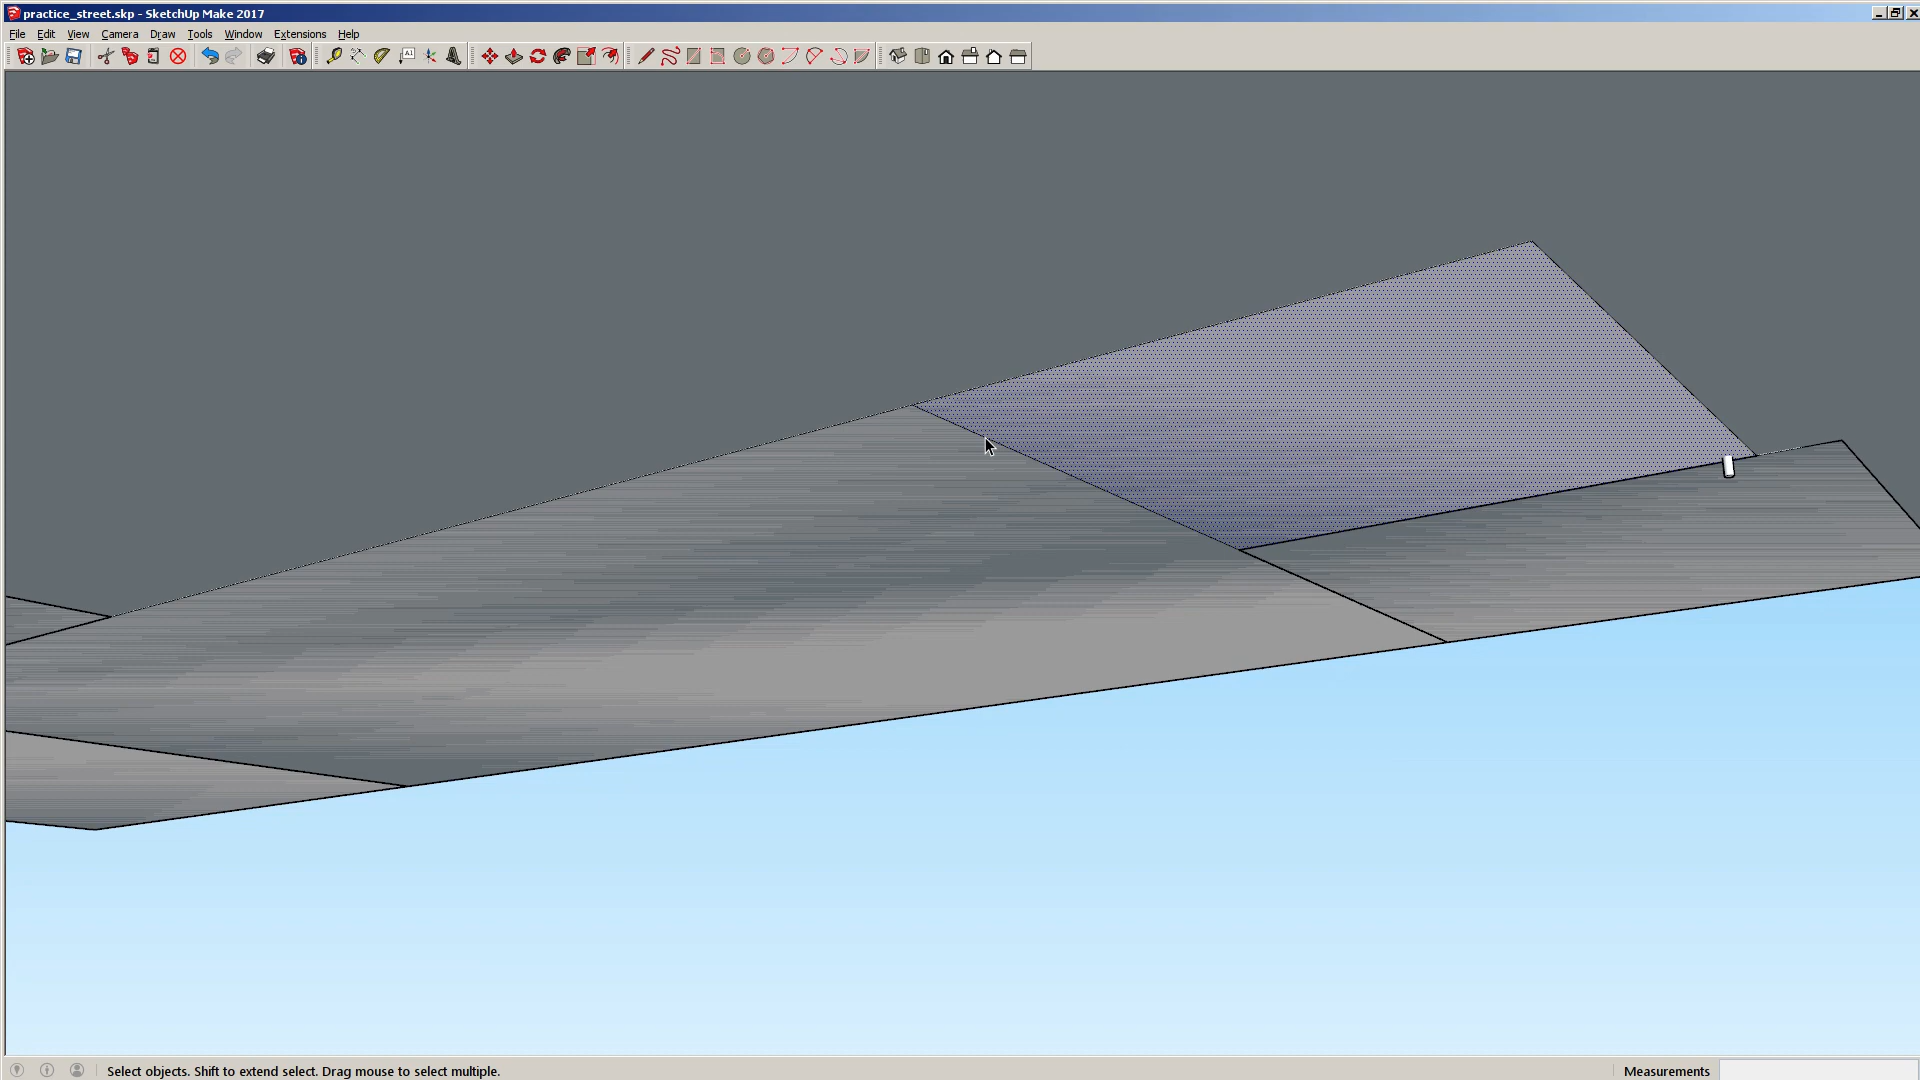 practice_street.skp - SketchUp Make 2017
File Edit View Camera Draw Tools Window Extensions Help
A1
Select objects. Shift to extend select. Drag mouse to select multiple.
Measurements